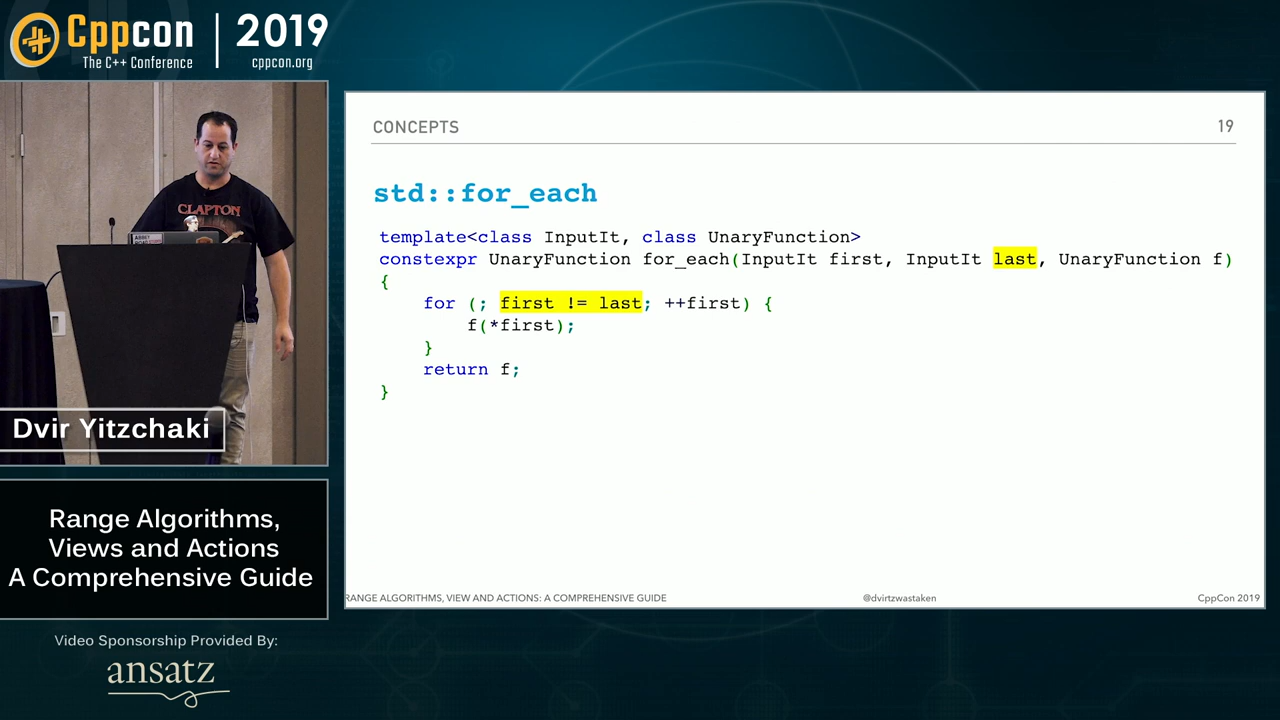 Cppcon
The C++ Conference
2019
cppcon.org
CLAPTON
Dvir Yitzchaki
Range Algorithms,
Views and Actions
A Comprehensive Guide
Video Sponsorship Provided By:
ansatz
CONCEPTS
19
std::for_each
template<class InputIt, class UnaryFunction>
constexpr UnaryFunction for_each(InputIt first, InputIt last, UnaryFunction f)
{
    for (; first != last; ++first) {
        f(*first);
    }
    return f;
}
RANGE ALGORITHMS, VIEW AND ACTIONS: A COMPREHENSIVE GUIDE
@dvirtzwastaken
CppCon 2019